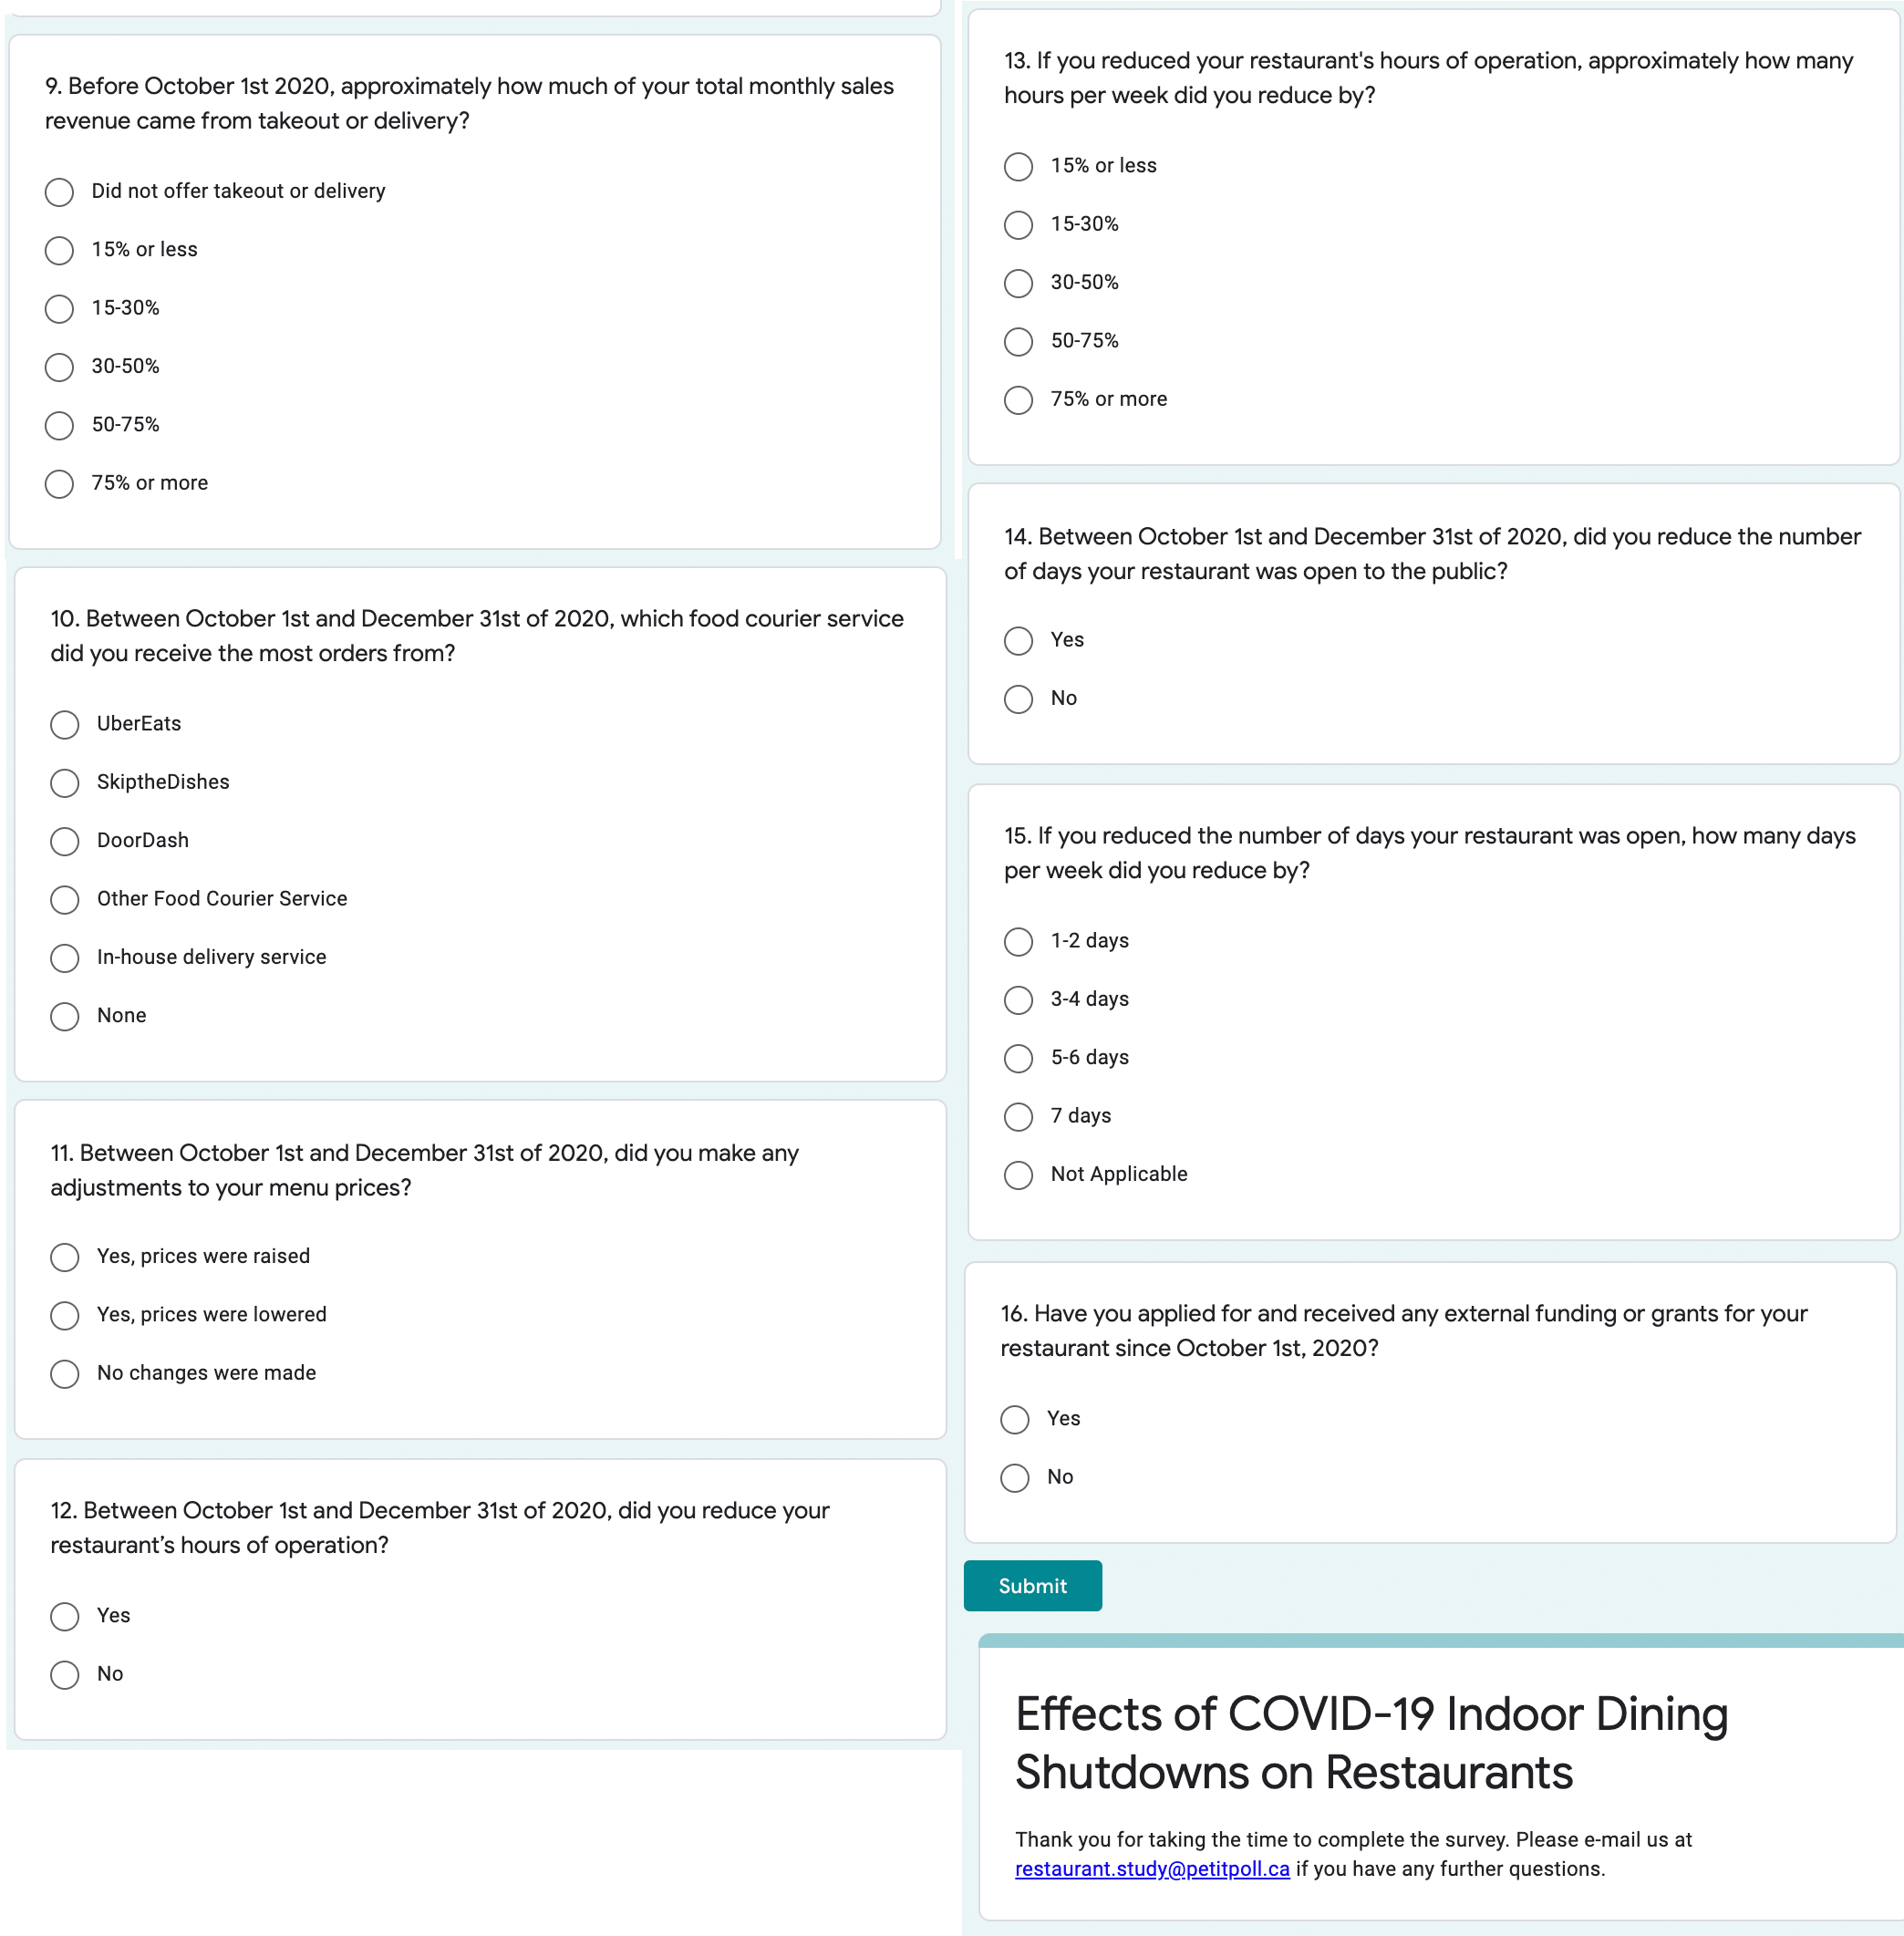 9. Before October 1st 2020, approximately how much of your total monthly sales
revenue came from takeout or delivery?
Did not offer takeout or delivery
15% or less
15-30%
30-50%
50-75%
75% or more
10. Between October 1st and December 31st of 2020, which food courier service
did you receive the most orders from?
UberEats
SkiptheDishes
DoorDash
Other Food Courier Service
In-house delivery service
None
11. Between October 1st and December 31st of 2020, did you make any
adjustments to your menu prices?
Yes, prices were raised
Yes, prices were lowered
No changes were made
12. Between October 1st and December 31st of 2020, did you reduce your
restaurant’s hours of operation?
Yes
No
13. If you reduced your restaurant's hours of operation, approximately how many
hours per week did you reduce by?
15% or less
15-30%
30-50%
50-75%
75% or more
14. Between October 1st and December 31st of 2020, did you reduce the number
of days your restaurant was open to the public?
Yes
No
15. If you reduced the number of days your restaurant was open, how many days
per week did you reduce by?
1-2 days
3-4 days
5-6 days
7 days
Not Applicable
16. Have you applied for and received any external funding or grants for your
restaurant since October 1st, 2020?
Yes
No
Submit
Effects of COVID-19 Indoor Dining
Shutdowns on Restaurants
Thank you for taking the time to complete the survey. Please e-mail us at
restaurant.study@petitpoll.ca if you have any further questions.